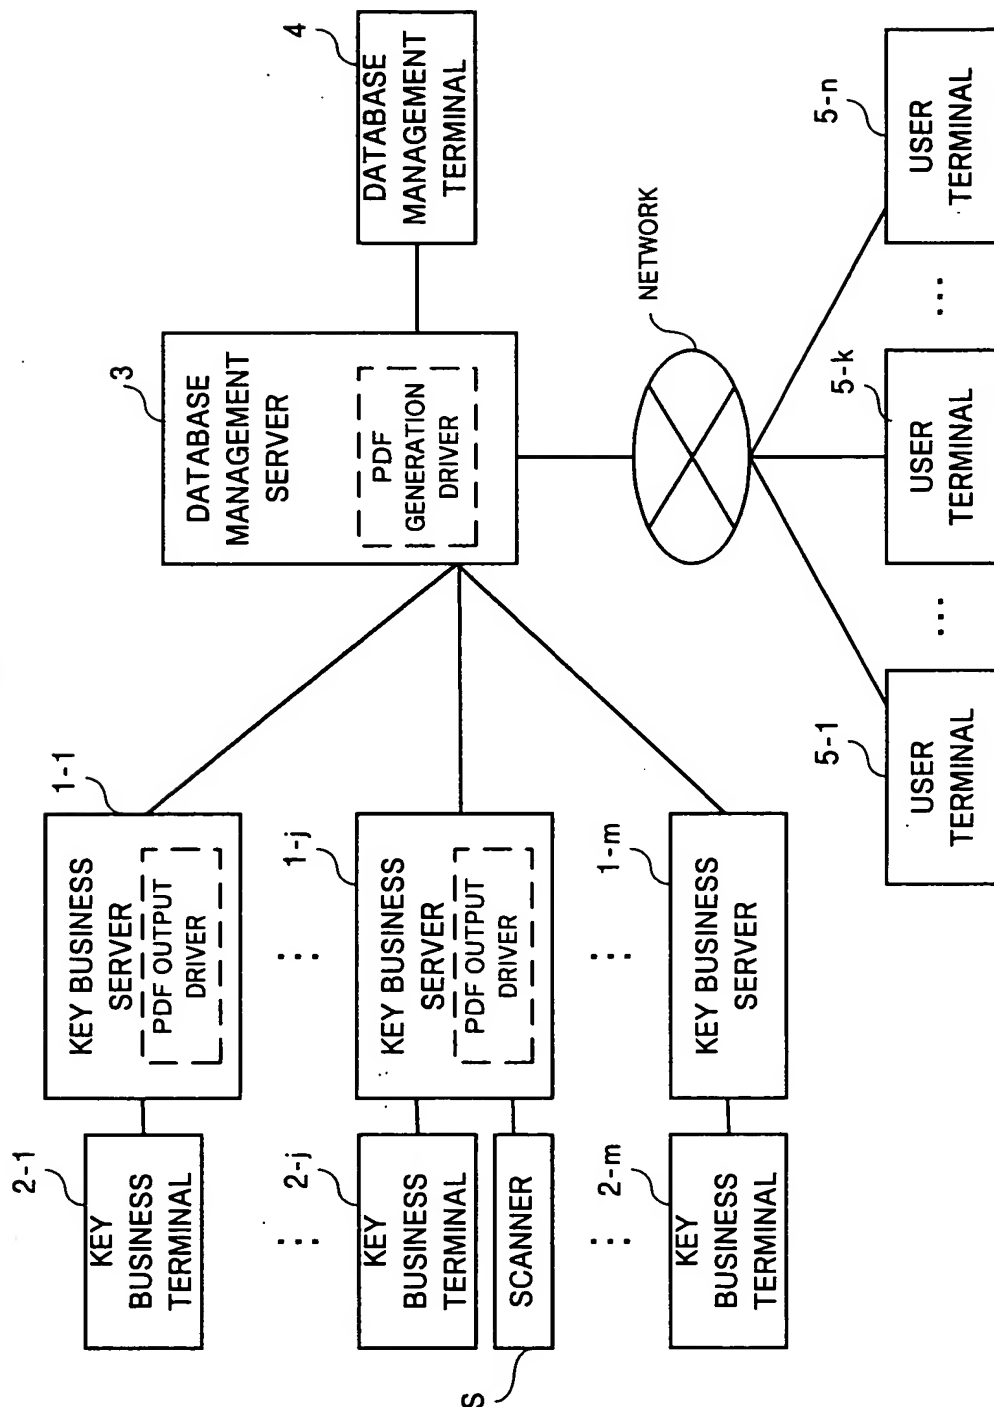 2-1
KEY
BUSINESS
TERMINAL
1-1
KEY BUSINESS
SERVER
PDF OUTPUT
DRIVER
2-j
KEY
BUSINESS
TERMINAL
S
SCANNER
1-j
KEY BUSINESS
SERVER
PDF OUTPUT
DRIVER
2-m
KEY
BUSINESS
TERMINAL
1-m
KEY BUSINESS
SERVER
3
DATABASE
MANAGEMENT
SERVER
PDF
GENERATION
DRIVER
4
DATABASE
MANAGEMENT
TERMINAL
NETWORK
5-1
USER
TERMINAL
...
5-k
USER
TERMINAL
...
5-n
USER
TERMINAL